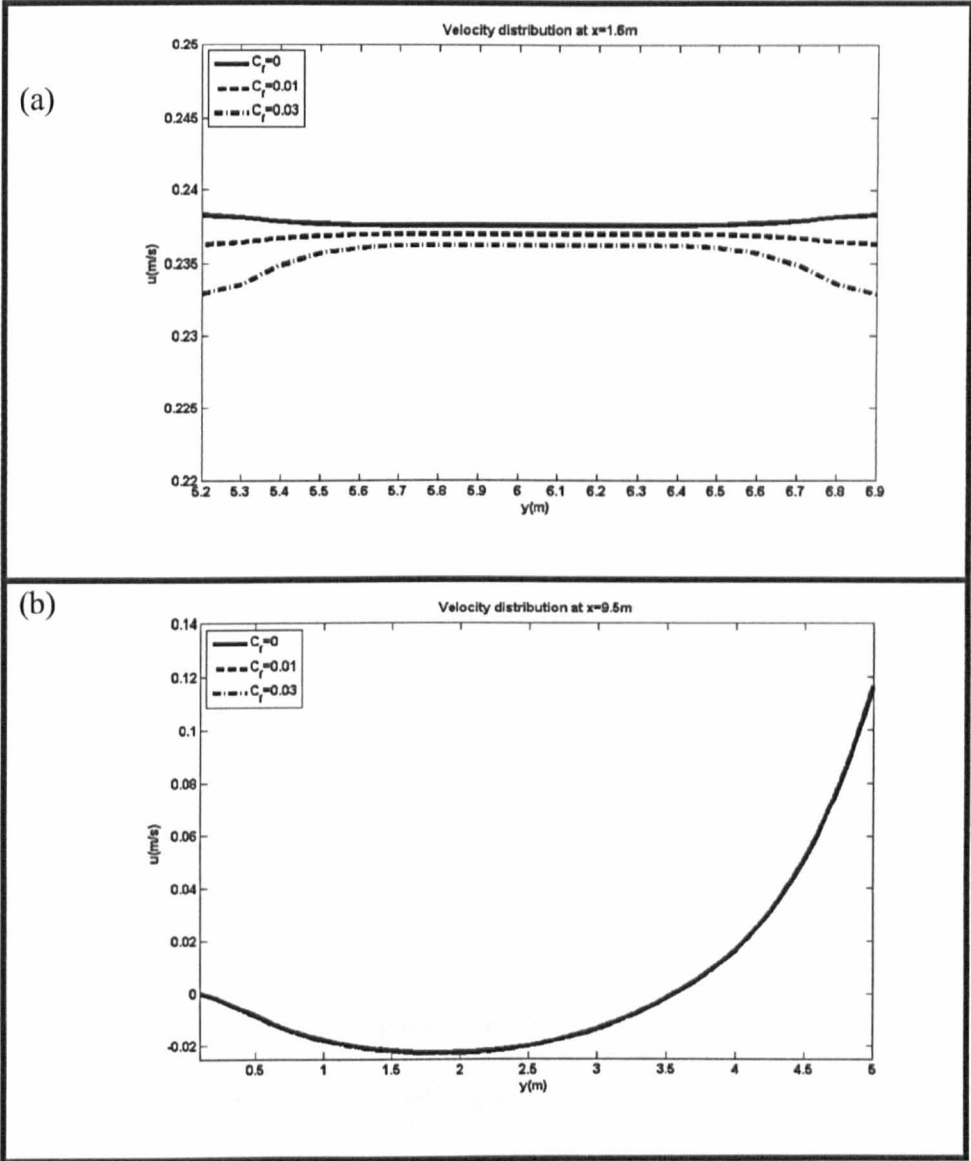 (a)
Velocity distribution at x=1.5m
C_f=0
C_f=0.01
C_f=0.03
0.25
0.245
0.24
0.235
0.23
0.225
0.22
u(m/s)
5.2 5.3 5.4 5.5 5.6 5.7 5.8 5.9 6 6.1 6.2 6.3 6.4 6.5 6.6 6.7 6.8 6.9
y(m)
(b)
Velocity distribution at x=9.5m
C_f=0
C_f=0.01
C_f=0.03
0.14
0.12
0.1
0.08
0.06
0.04
0.02
0
-0.02
u(m/s)
0.5 1 1.5 2 2.5 3 3.5 4 4.5 5
y(m)